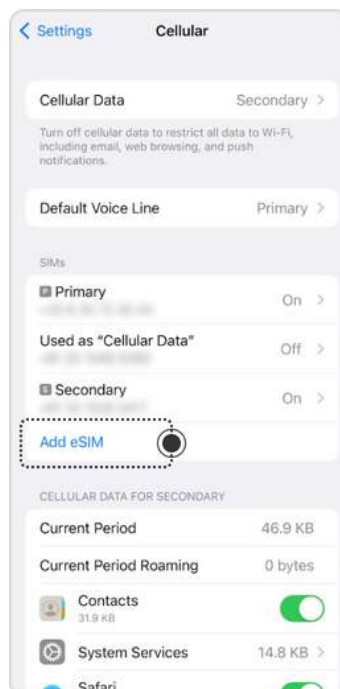 Settings
Cellular
Cellular Data
Secondary
Turn off cellular data to restrict all data to Wi-Fi,
including email, web browsing, and push
notifications.
Default Voice Line
Primary
SIMs
P Primary
On
Used as “Cellular Data”
Off
S Secondary
On
Add eSIM
CELLULAR DATA FOR SECONDARY
Current Period
46.9 KB
Current Period Roaming
0 bytes
Contacts
31.9 KB
System Services
14.8 KB
Safari